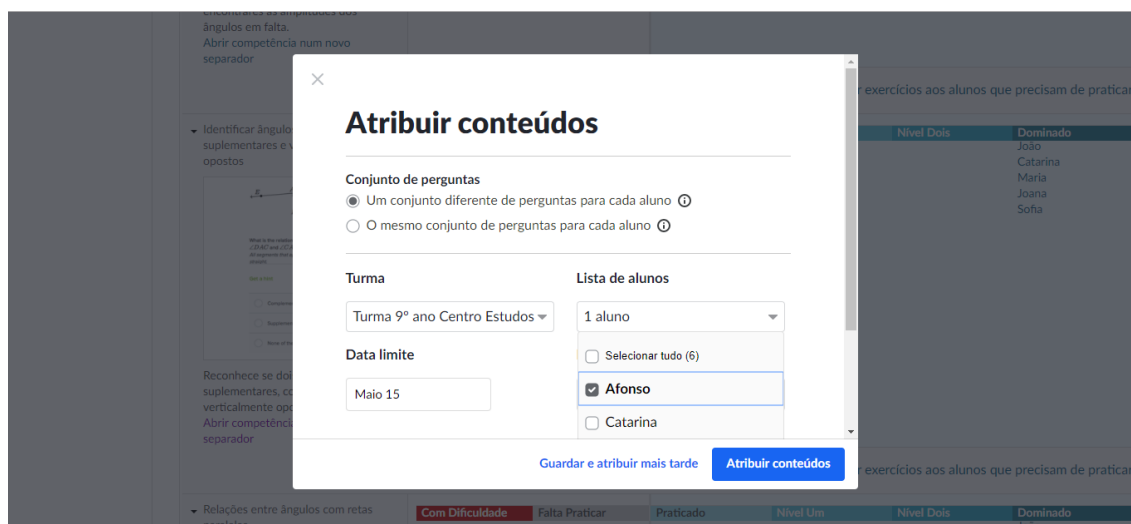 encontrares as amplitudes dos
ângulos em falta.
Abrir competência num novo
separador
exercícios aos alunos que precisam de praticar
Identificar ângulo
suplementares e v
opostos
Nível Dois
Dominado
João
Catarina
Maria
Joana
Sofia
Atribuir conteúdos
Conjunto de perguntas
Um conjunto diferente de perguntas para cada aluno
O mesmo conjunto de perguntas para cada aluno
Turma
Lista de alunos
Turma 9º ano Centro Estudos
1 aluno
Data limite
Selecionar tudo (6)
Maio 15
Afonso
Catarina
Reconhece se doi
suplementares, co
verticalmente opo
Abrir competência
separador
Guardar e atribuir mais tarde
Atribuir conteúdos
exercícios aos alunos que precisam de praticar
Relações entre ângulos com retas
Com Dificuldade
Falta Praticar
Praticado
Nível Um
Nível Dois
Dominado